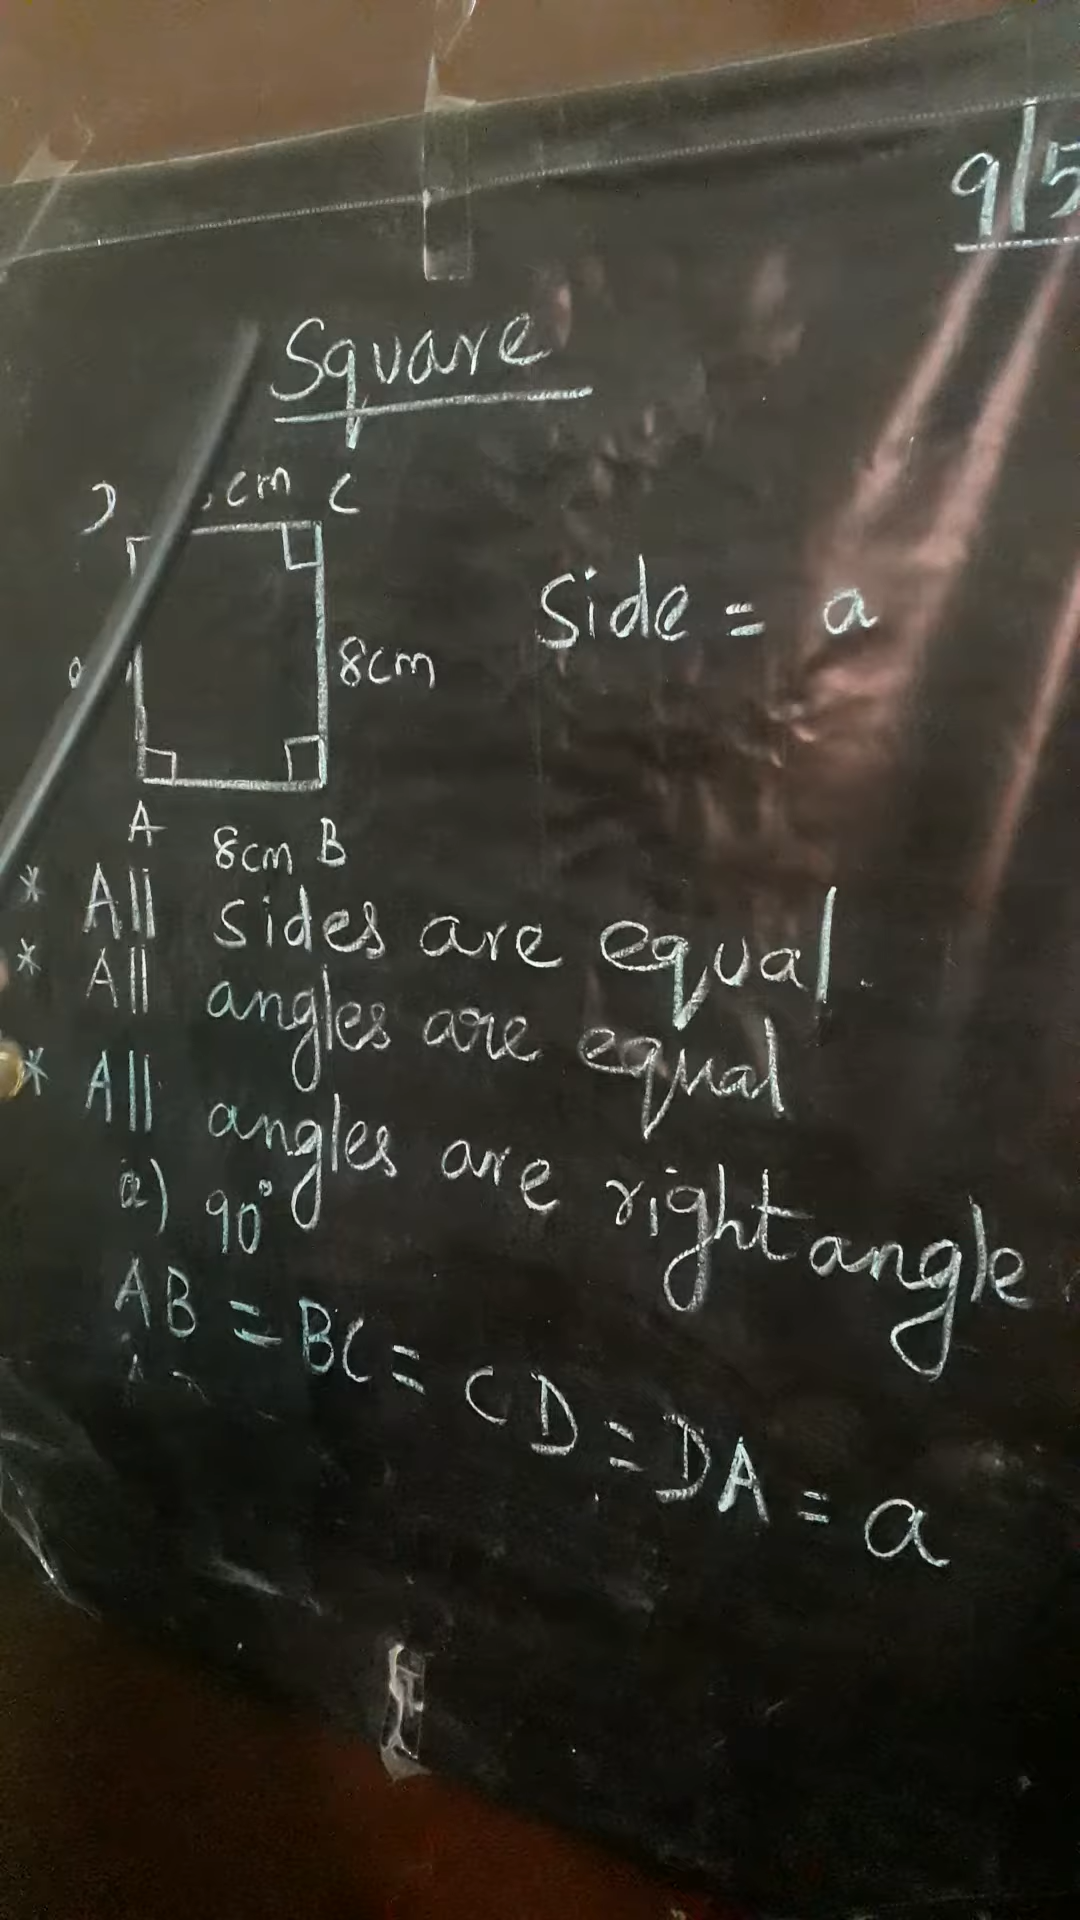 9/5
Square
cm C
Side = a
8cm
A 8cm B
* All sides are equal.
* All angles are equal
* All angles are right angle
a) 90°
AB = BC = CD = DA = a